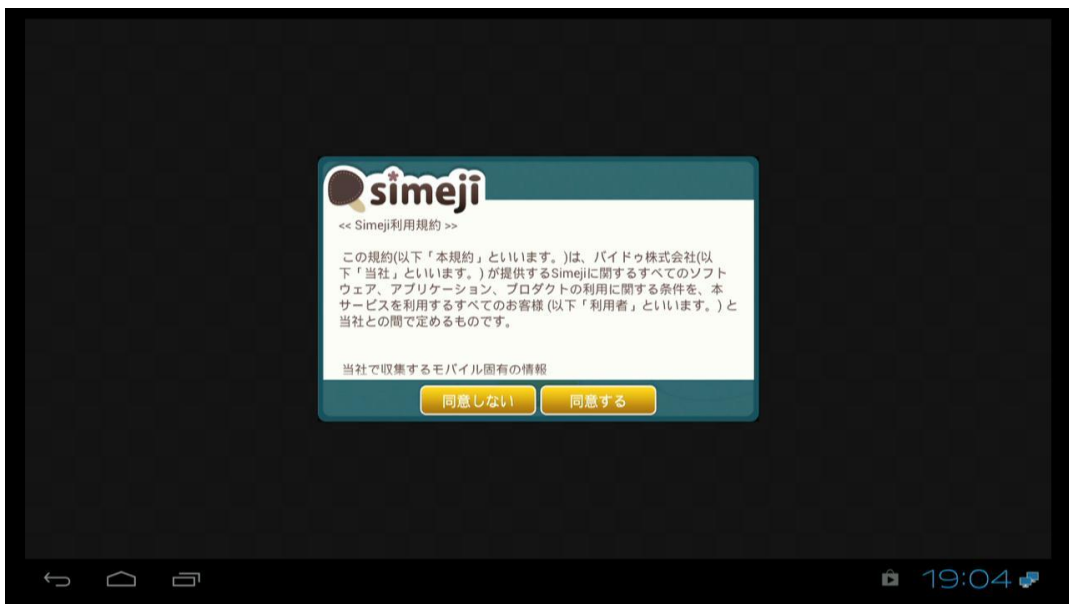 simeji
<< Simeji利用規約 >>
この規約(以下「本規約」といいます。)は、バイドゥ株式会社(以
下「当社」といいます。) が提供するSimejiに関するすべてのソフト
ウェア、アプリケーション、プロダクトの利用に関する条件を、本
サービスを利用するすべてのお客様 (以下「利用者」といいます。) と
当社との間で定めるものです。
当社で収集するモバイル固有の情報
同意しない 同意する
19:04